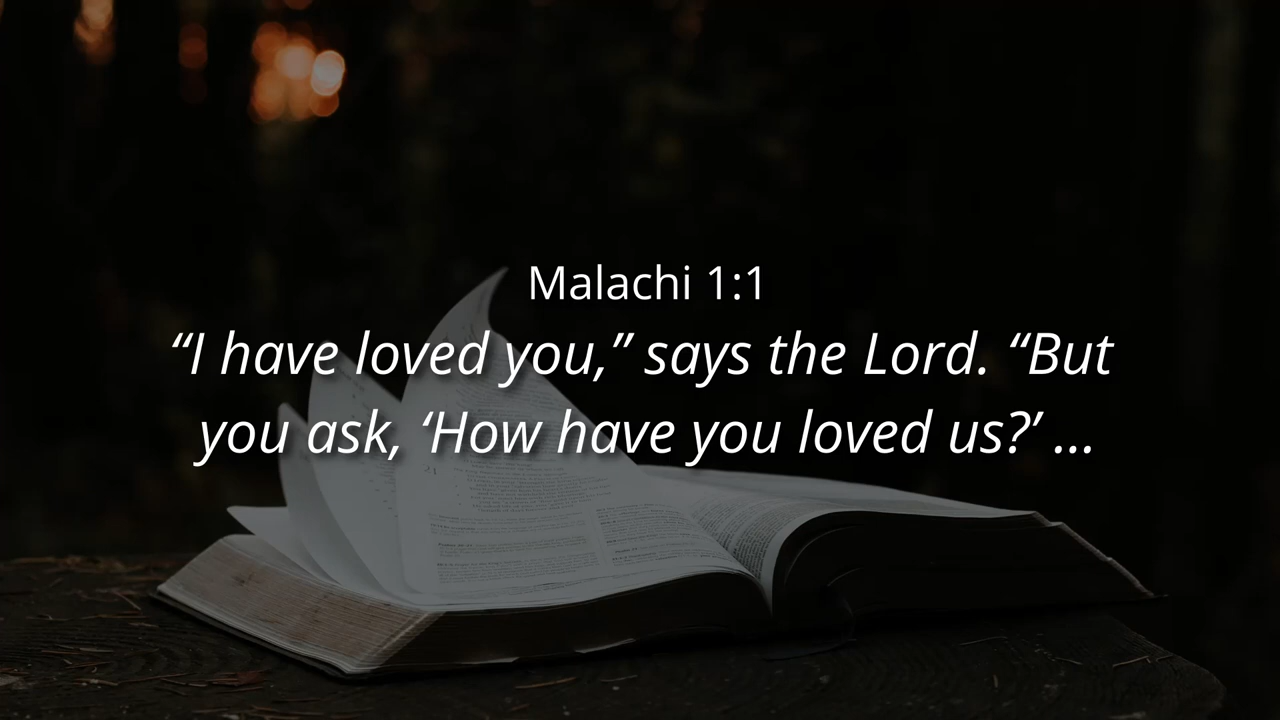 Malachi 1:1
“I have loved you,” says the Lord. “But
you ask, ‘How have you loved us?’ ...